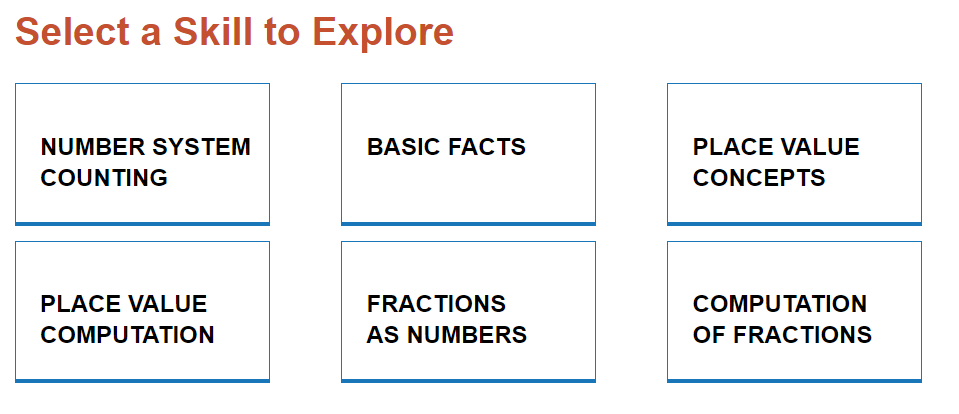 Select a Skill to Explore
NUMBER SYSTEM
COUNTING
BASIC FACTS
PLACE VALUE
CONCEPTS
PLACE VALUE
COMPUTATION
FRACTIONS
AS NUMBERS
COMPUTATION
OF FRACTIONS